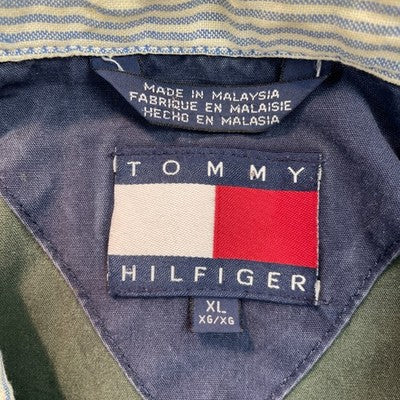 MADE IN MALAYSIA
FABRIQUE EN MALAISIE
HECHO EN MALASIA
TOMMY
HILFIGER
XL
XG/XG